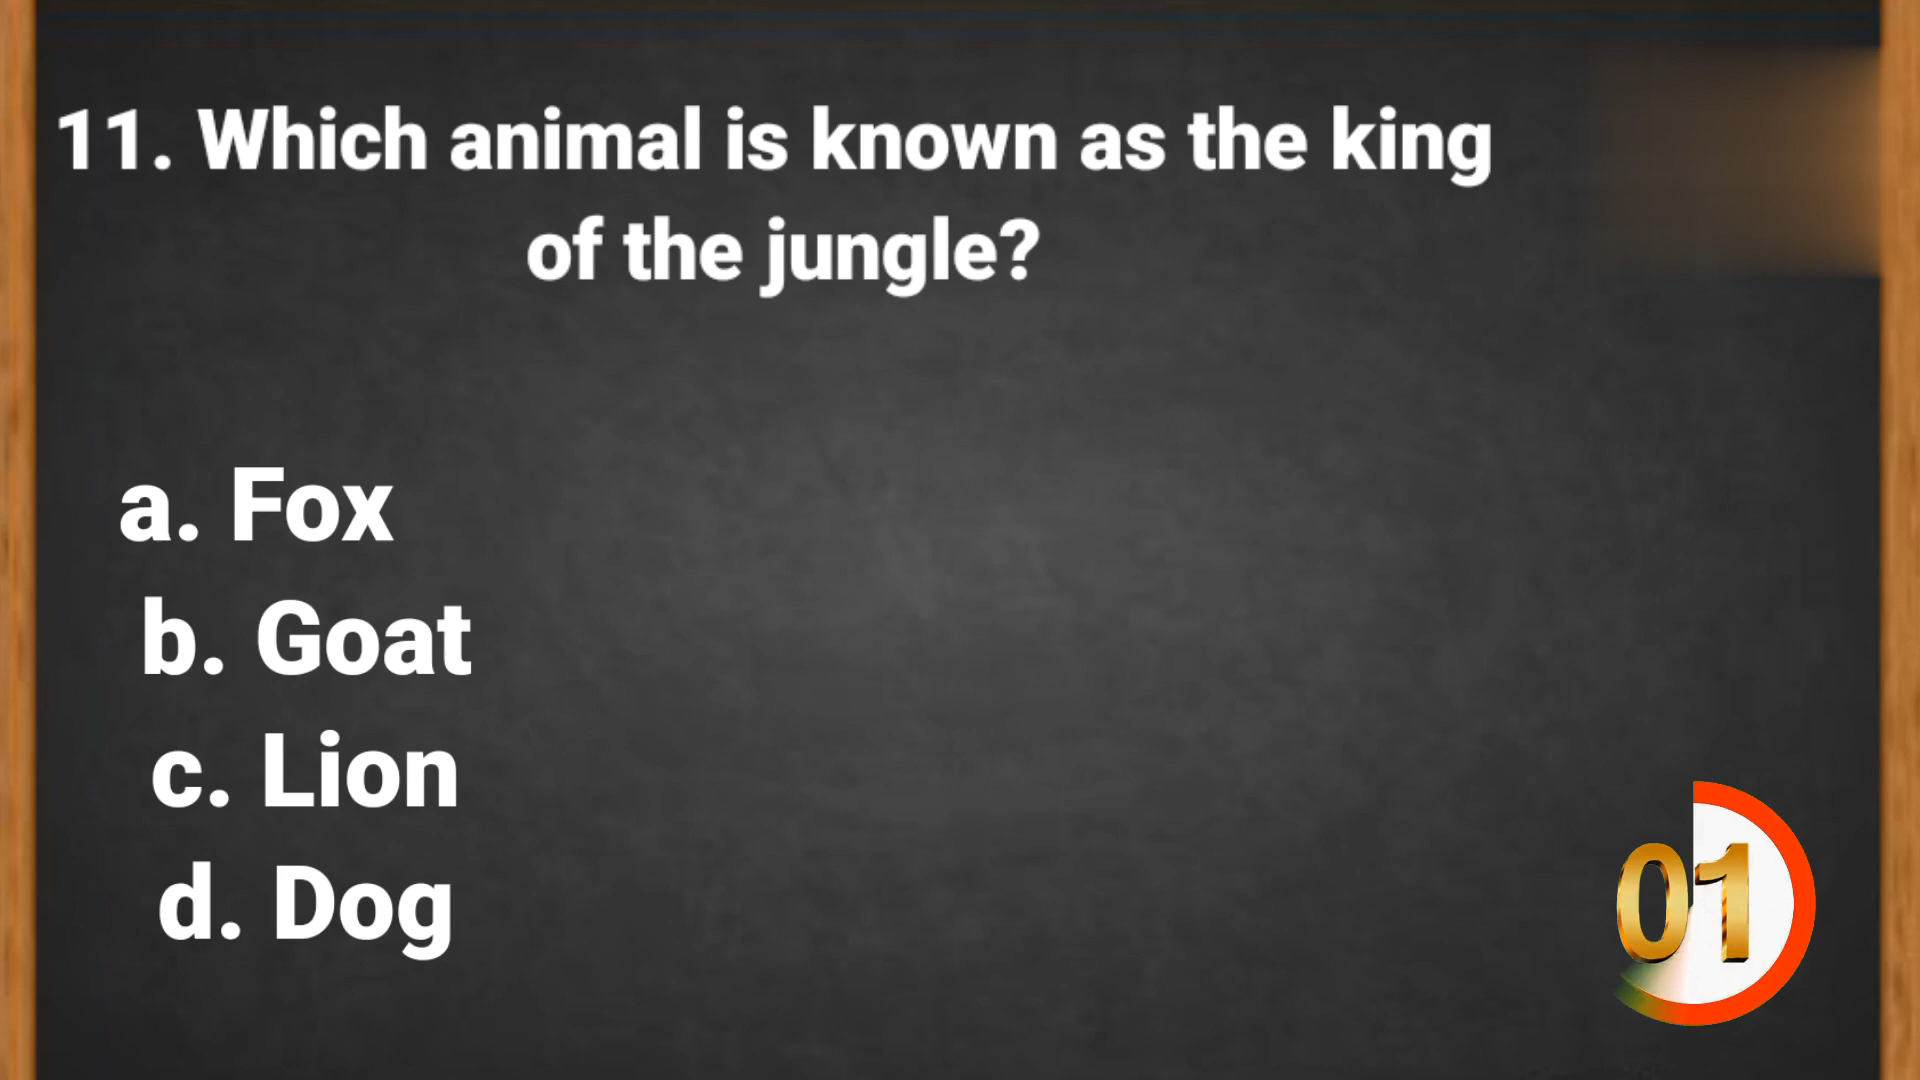 11. Which animal is known as the king
of the jungle?
a. Fox
b. Goat
c. Lion
d. Dog
01